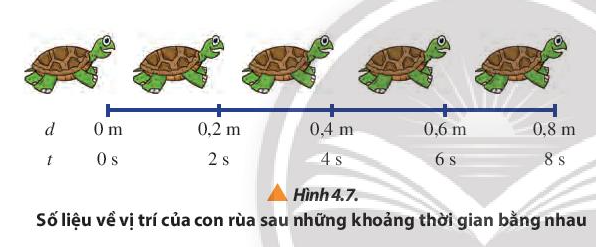 d 0 m 0,2 m 0,4 m 0,6 m 0,8 m
t 0 s 2 s 4 s 6 s 8 s
Hình 4.7.
Số liệu về vị trí của con rùa sau những khoảng thời gian bằng nhau